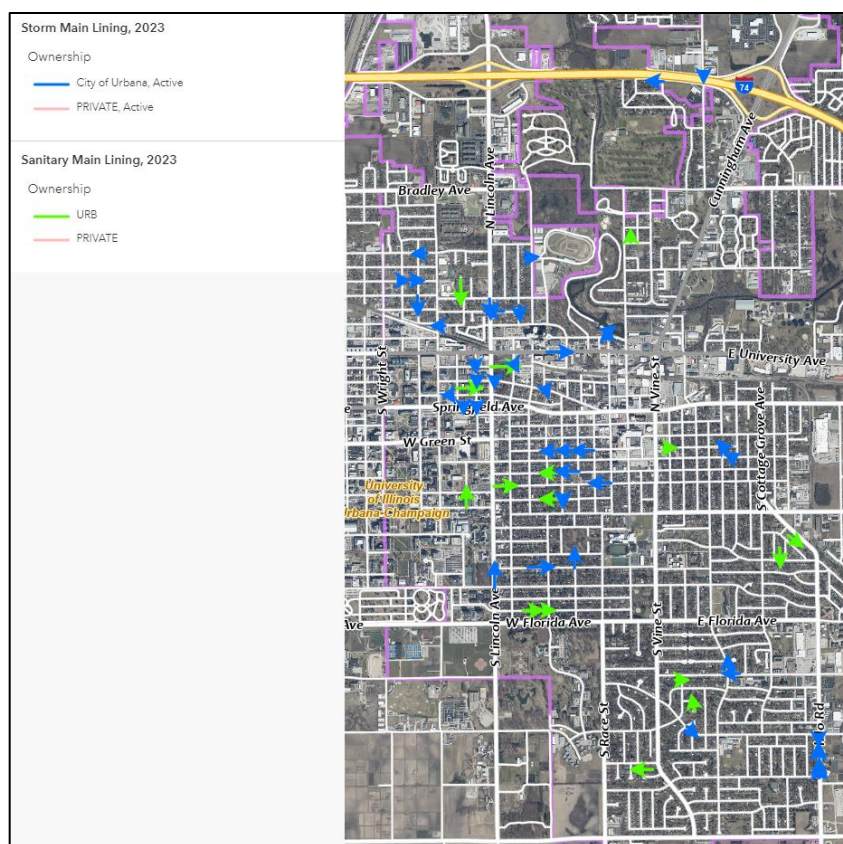 Storm Main Lining, 2023
Ownership
City of Urbana, Active
PRIVATE, Active
Sanitary Main Lining, 2023
Ownership
URB
PRIVATE
74
Cunningham Ave
N Lincoln Ave
Bradley Ave
E University Ave
S Wright St
N Vine St
Springfield Ave
S Cottage Grove Ave
W Green St
University
of Illinois
Urbana-Champaign
S Lincoln Ave
S Vine St
W Florida Ave
E Florida Ave
Ave
S Race St
Rd